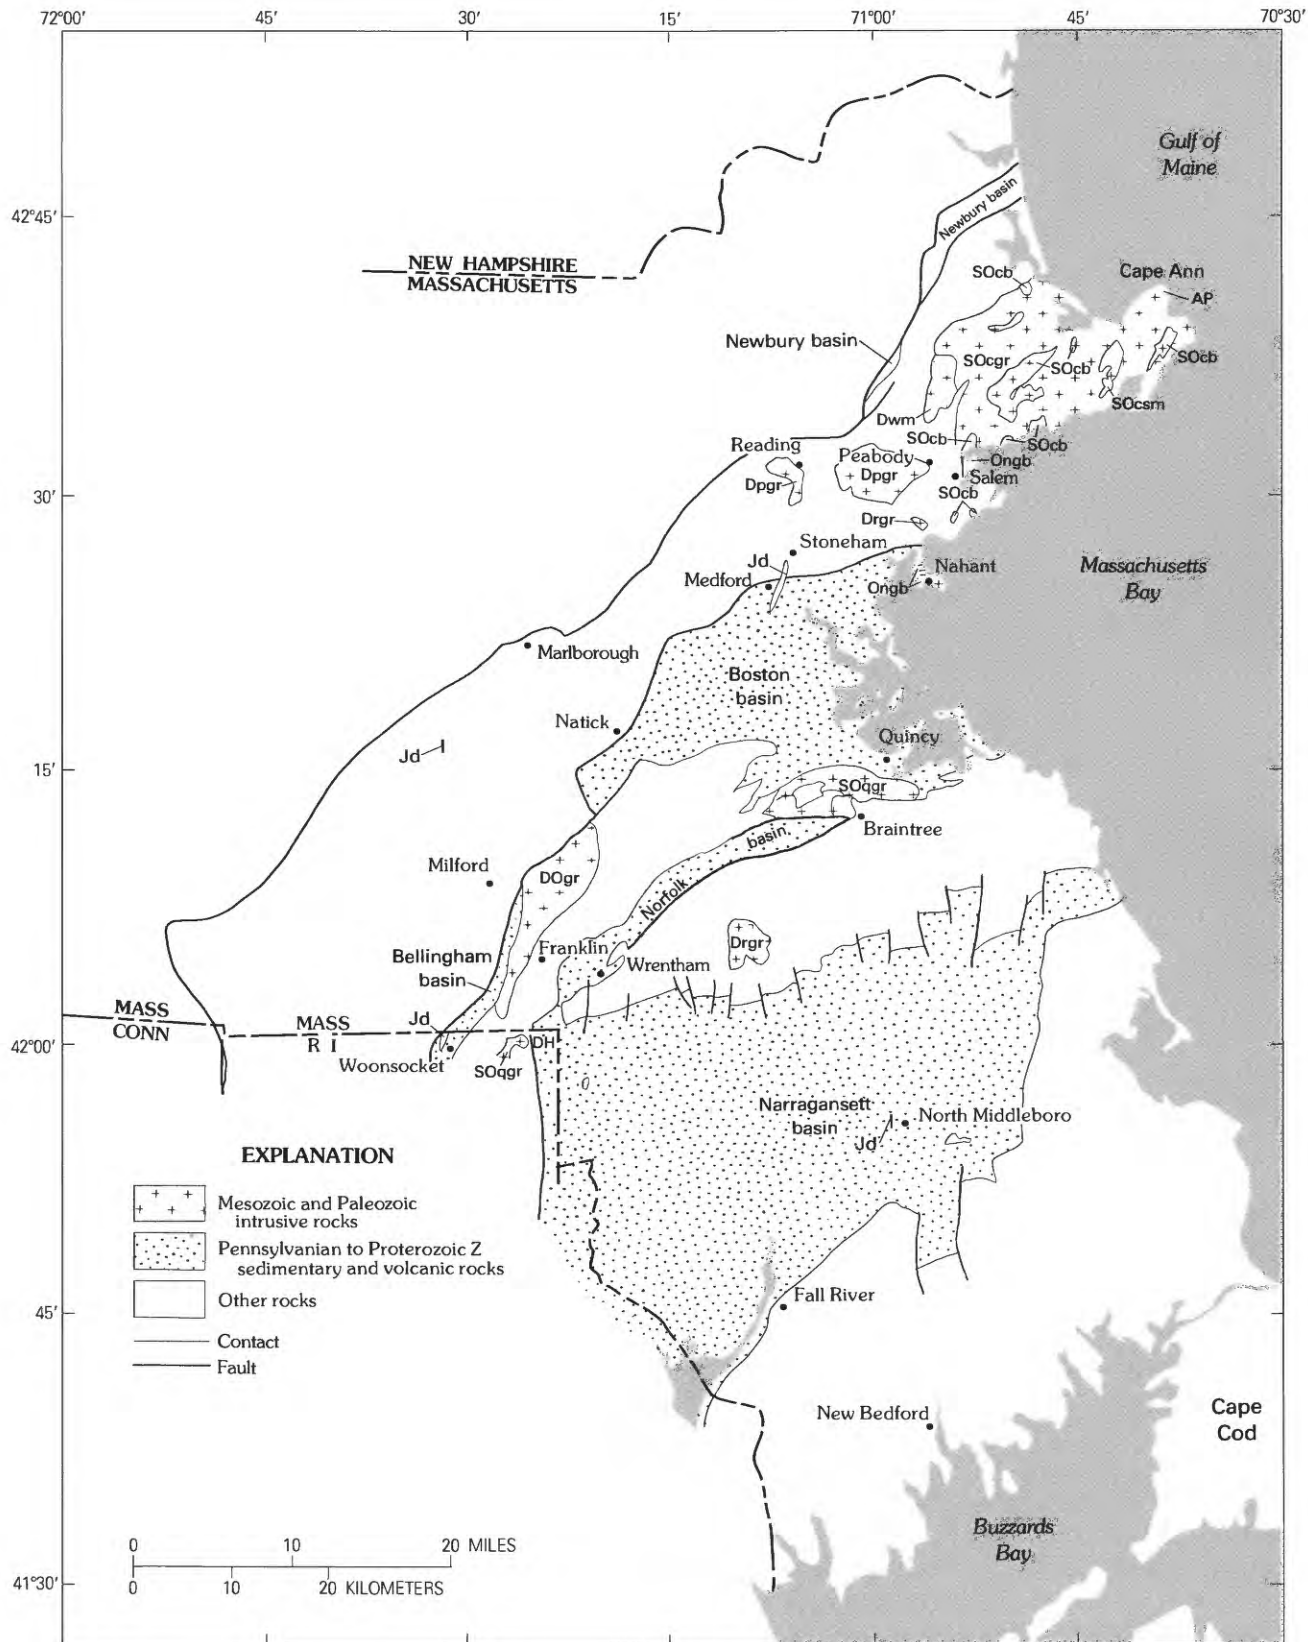 72°00′ 45′ 30′ 15′ 71°00′ 45′ 70°30′
Gulf of
Maine
42°45′
Newbury basin
NEW HAMPSHIRE
MASSACHUSETTS
SOcb
Cape Ann
AP
Newbury basin
SOcgr
SOcb
SOcb
SOcsm
Dwm
SOcb
SOcb
Reading
Peabody
Ongb
Dpgr
Dpgr
Salem
SOcb
30′
Drgr
Stoneham
Jd
Medford
Nahant
Ongb
Massachusetts
Bay
Marlborough
Boston
basin
Natick
Quincy
Jd
15′
SOqgr
Braintree
basin
Norfolk
Milford
DOgr
Franklin
Drgr
Bellingham
basin
Wrentham
MASS
CONN
MASS
R I
Jd
42°00′
DH
Woonsocket
SOqgr
Narragansett
basin
North Middleboro
Jd
EXPLANATION
Mesozoic and Paleozoic
intrusive rocks
Pennsylvanian to Proterozoic Z
sedimentary and volcanic rocks
Other rocks
Contact
Fault
45′
Fall River
New Bedford
Cape
Cod
Buzzards
Bay
0 10 20 MILES
0 10 20 KILOMETERS
41°30′